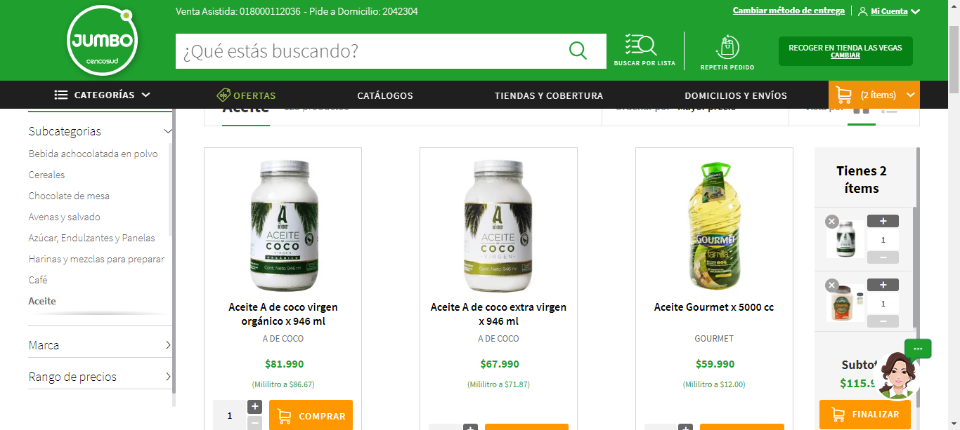 Venta Asistida: 018000112036 - Pide a Domicilio: 2042304
Cambiar método de entrega
Mi Cuenta
JUMBO
cencosud
¿Qué estás buscando?
BUSCAR POR LISTA
REPETIR PEDIDO
RECOGER EN TIENDA LAS VEGAS
CAMBIAR
CATEGORÍAS
OFERTAS
CATÁLOGOS
TIENDAS Y COBERTURA
DOMICILIOS Y ENVÍOS
(2 Ítems)
Aceite
Subcategorias
Bebida achocolatada en polvo
Cereales
Chocolate de mesa
Avenas y salvado
Azúcar, Endulzantes y Panelas
Harinas y mezclas para preparar
Café
Aceite
Marca
Rango de precios
A
ACEITE
COCO
Aceite A de coco virgen
orgánico x 946 ml
A DE COCO
$81.990
(Mililitro a $86.67)
1
COMPRAR
A
ACEITE
COCO
Aceite A de coco extra virgen
x 946 ml
A DE COCO
$67.990
(Mililitro a $71.87)
GOURMET
familia
Aceite Gourmet x 5000 cc
GOURMET
$59.990
(Mililitro a $12.00)
Tienes 2
ítems
1
1
$115.9
FINALIZAR